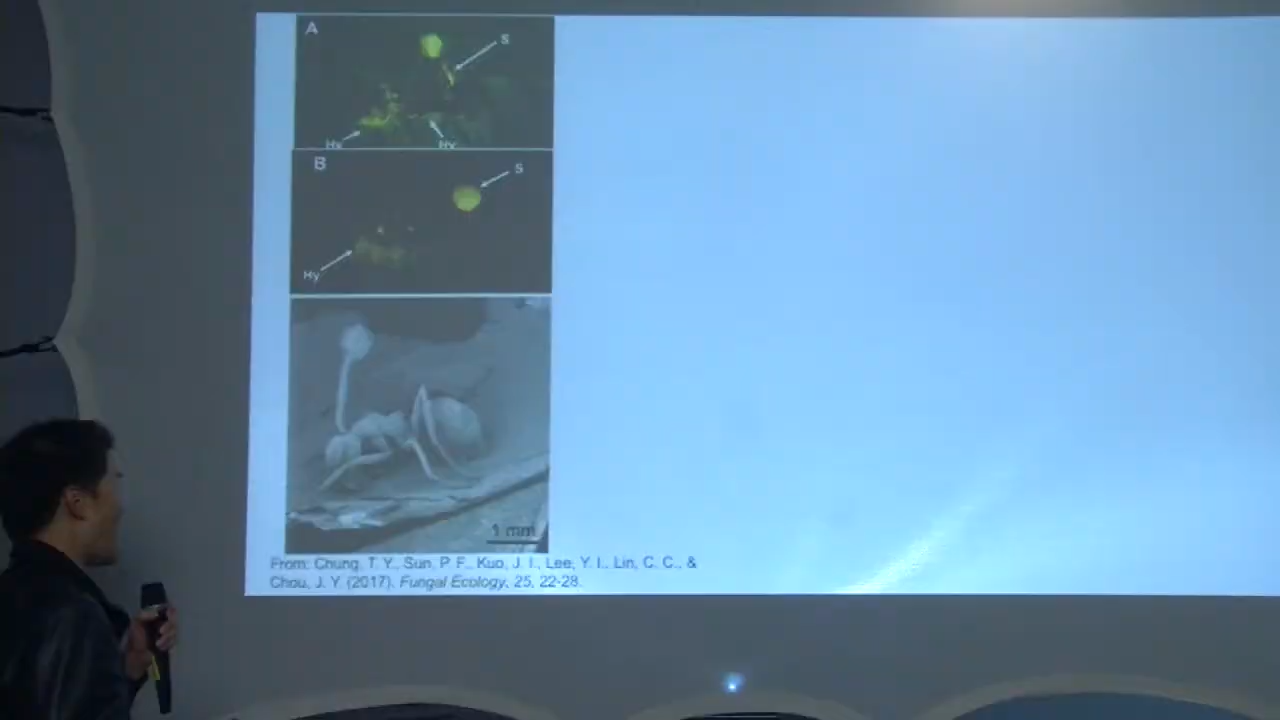 A
S
Hy
Hy
B
S
Hy
1 mm
From: Chung, T. Y., Sun, P. F., Kuo, J. I., Lee, Y. I., Lin, C. C., &
Chou, J. Y. (2017). Fungal Ecology, 25, 22-28.